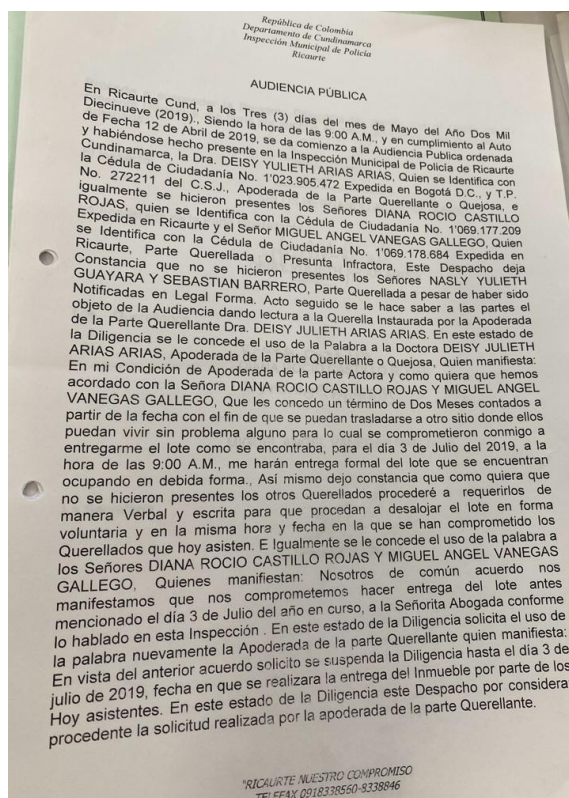 República de Colombia
Departamento de Cundinamarca
Inspección Municipal de Policía
Ricaurte
AUDIENCIA PÚBLICA
En Ricaurte Cund, a los Tres (3) días del mes de Mayo del Año Dos Mil
Diecinueve (2019)., Siendo la hora de las 9:00 A.M., y en cumplimiento al Auto
de Fecha 12 de Abril de 2019, se da comienzo a la Audiencia Publica ordenada
y habiéndose hecho presente en la Inspección Municipal de Policía de Ricaurte
Cundinamarca, la Dra. DEISY YULIETH ARIAS ARIAS, Quien se Identifica con
la Cédula de Ciudadanía No. 1'023.905.472 Expedida en Bogotá D.C., y T.P.
No. 272211 del C.S.J., Apoderada de la Parte Querellante o Quejosa, e
igualmente se hicieron presentes los Señores DIANA ROCIO CASTILLO
ROJAS, quien se Identifica con la Cédula de Ciudadanía No. 1'069.177.209
Expedida en Ricaurte y el Señor MIGUEL ANGEL VANEGAS GALLEGO, Quien
se Identifica con la Cédula de Ciudadanía No. 1'069.178.684 Expedida en
Ricaurte, Parte Querellada o Presunta Infractora, Este Despacho deja
Constancia que no se hicieron presentes los Señores NASLY YULIETH
GUAYARA Y SEBASTIAN BARRERO, Parte Querellada a pesar de haber sido
Notificadas en Legal Forma. Acto seguido se le hace saber a las partes el
objeto de la Audiencia dando lectura a la Querella Instaurada por la Apoderada
de la Parte Querellante Dra. DEISY JULIETH ARIAS ARIAS. En este estado de
la Diligencia se le concede el uso de la Palabra a la Doctora DEISY JULIETH
ARIAS ARIAS, Apoderada de la Parte Querellante o Quejosa, Quien manifiesta:
En mi Condición de Apoderada de la parte Actora y como quiera que hemos
acordado con la Señora DIANA ROCIO CASTILLO ROJAS Y MIGUEL ANGEL
VANEGAS GALLEGO, Que les concedo un término de Dos Meses contados a
partir de la fecha con el fin de que se puedan trasladarse a otro sitio donde ellos
puedan vivir sin problema alguno para lo cual se comprometieron conmigo a
entregarme el lote como se encontraba, para el día 3 de Julio del 2019, a la
hora de las 9:00 A.M., me harán entrega formal del lote que se encuentran
ocupando en debida forma., Así mismo dejo constancia que como quiera que
no se hicieron presentes los otros Querellados procederé a requerirlos de
manera Verbal y escrita para que procedan a desalojar el lote en forma
voluntaria y en la misma hora y fecha en la que se han comprometido los
Querellados que hoy asisten. E Igualmente se le concede el uso de la palabra a
los Señores DIANA ROCIO CASTILLO ROJAS Y MIGUEL ANGEL VANEGAS
GALLEGO, Quienes manifiestan: Nosotros de común acuerdo nos
manifestamos que nos comprometemos hacer entrega del lote antes
mencionado el día 3 de Julio del año en curso, a la Señorita Abogada conforme
lo hablado en esta Inspección . En este estado de la Diligencia solicita el uso de
la palabra nuevamente la Apoderada de la parte Querellante quien manifiesta:
En vista del anterior acuerdo solicito se suspenda la Diligencia hasta el día 3 de
julio de 2019, fecha en que se realizara la entrega del Inmueble por parte de los
Hoy asistentes. En este estado de la Diligencia este Despacho por considera
procedente la solicitud realizada por la apoderada de la parte Querellante.
"RICAURTE NUESTRO COMPROMISO
TELEFAX 0918338560-8338846